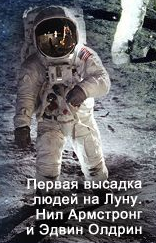 Первая высадка
людей на Луну.
Нил Армстронг
и Эдвин Олдрин